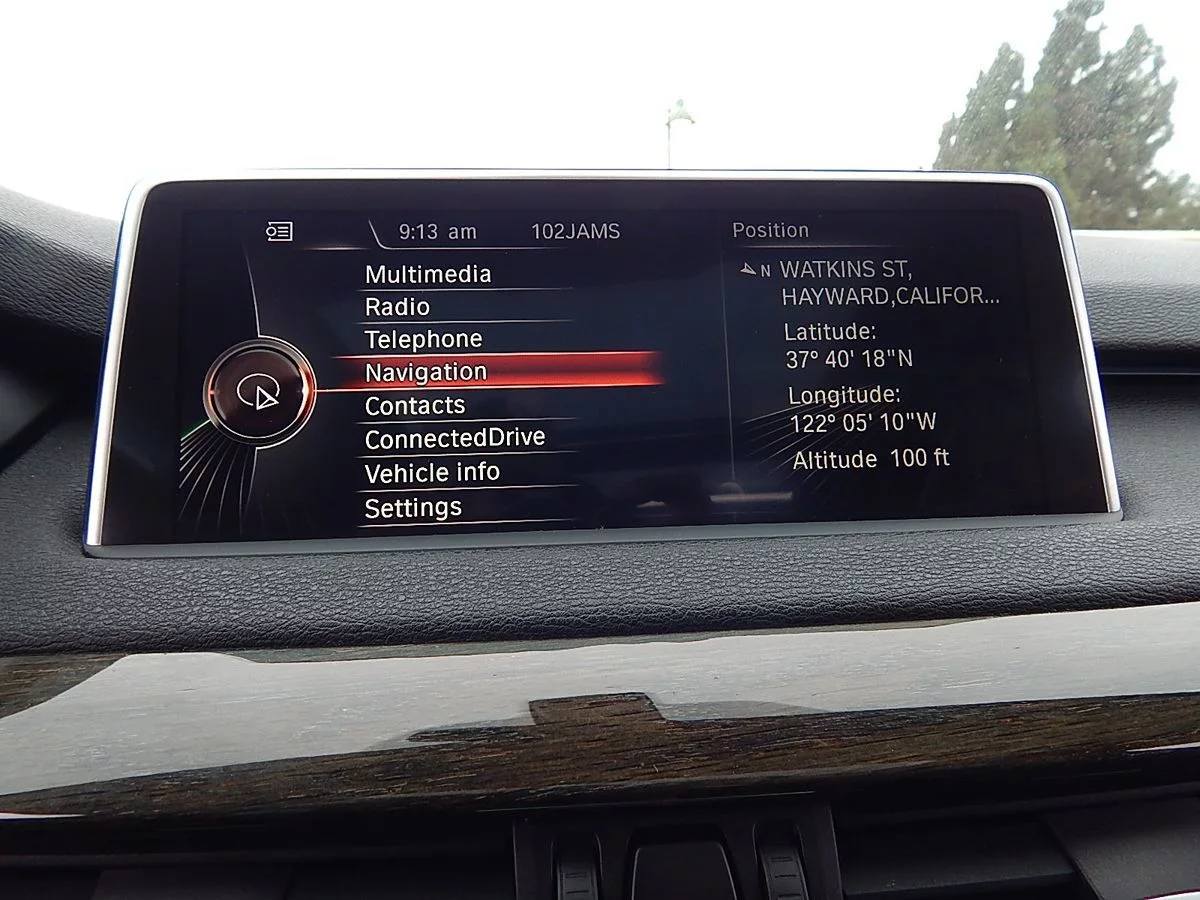 9:13 am 102JAMS
Multimedia
Radio
Telephone
Navigation
Contacts
ConnectedDrive
Vehicle info
Settings
Position
N WATKINS ST,
HAYWARD,CALIFOR...
Latitude:
37° 40' 18"N
Longitude:
122° 05' 10"W
Altitude 100 ft